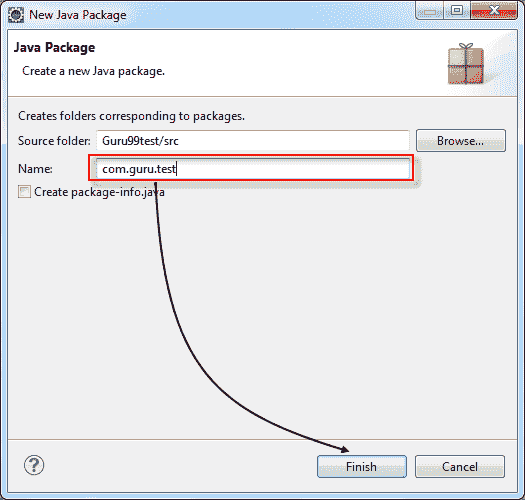 New Java Package
Java Package
Create a new Java package.
Creates folders corresponding to packages.
Source folder: Guru99test/src Browse...
Name: com.guru.test
Create package-info.java
? Finish Cancel